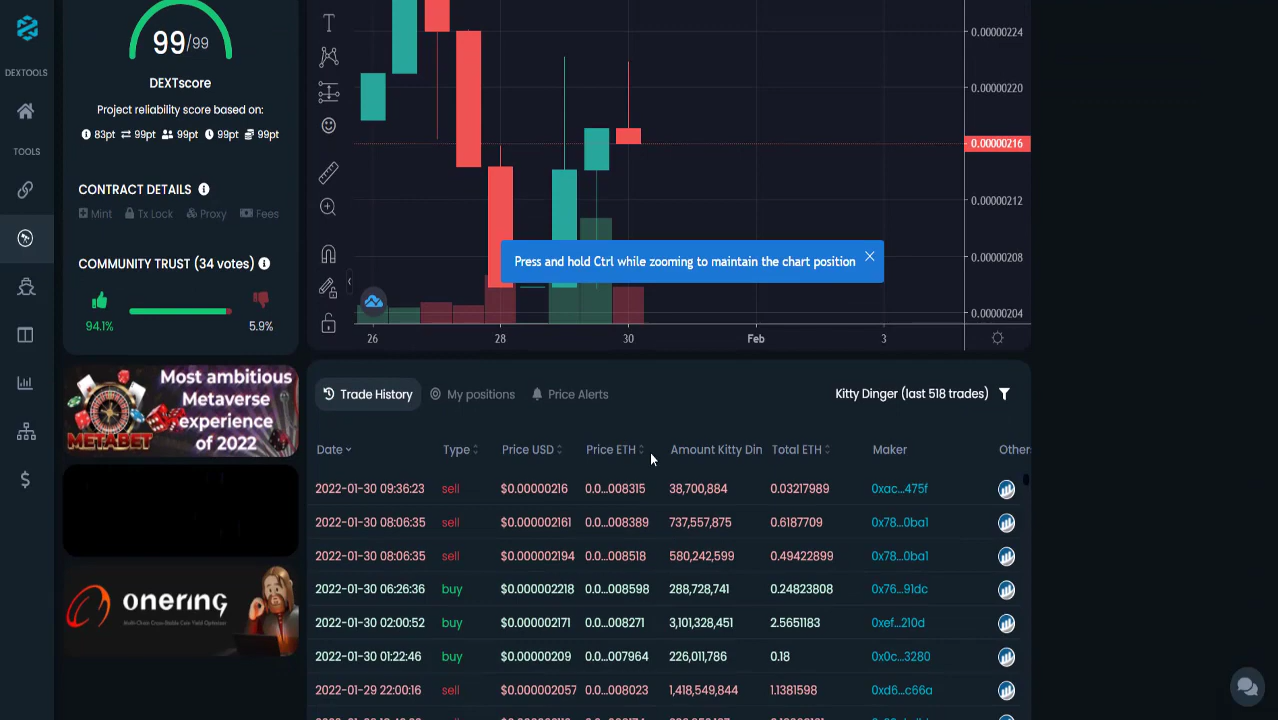 DEXTOOLS
TOOLS
99/99
DEXTscore
Project reliability score based on:
83pt 99pt 99pt 99pt 99pt
CONTRACT DETAILS
Mint Tx Lock Proxy Fees
COMMUNITY TRUST (34 votes)
94.1% 5.9%
Most ambitious
Metaverse
experience
of 2022
METABET
onering
0.00000224
0.00000220
0.00000216
0.00000212
0.00000208
0.00000204
Press and hold Ctrl while zooming to maintain the chart position
26 28 30 Feb 3
Trade History My positions Price Alerts Kitty Dinger (last 518 trades)
Date Type Price USD Price ETH Amount Kitty Din Total ETH Maker Others
2022-01-30 09:36:23 sell $0.00000216 0.0...008315 38,700,884 0.03217989 0xac...475f
2022-01-30 08:06:35 sell $0.000002161 0.0...008389 737,557,875 0.6187709 0x78...0ba1
2022-01-30 08:06:35 sell $0.000002194 0.0...008518 580,242,599 0.49422899 0x78...0ba1
2022-01-30 06:26:36 buy $0.000002218 0.0...008598 288,728,741 0.24823808 0x76...91dc
2022-01-30 02:00:52 buy $0.000002171 0.0...008271 3,101,328,451 2.5651183 0xef...210d
2022-01-30 01:22:46 buy $0.00000209 0.0...007964 226,011,786 0.18 0x0c...3280
2022-01-29 22:00:16 sell $0.000002057 0.0...008023 1,418,549,844 1.1381598 0xd6...c66a